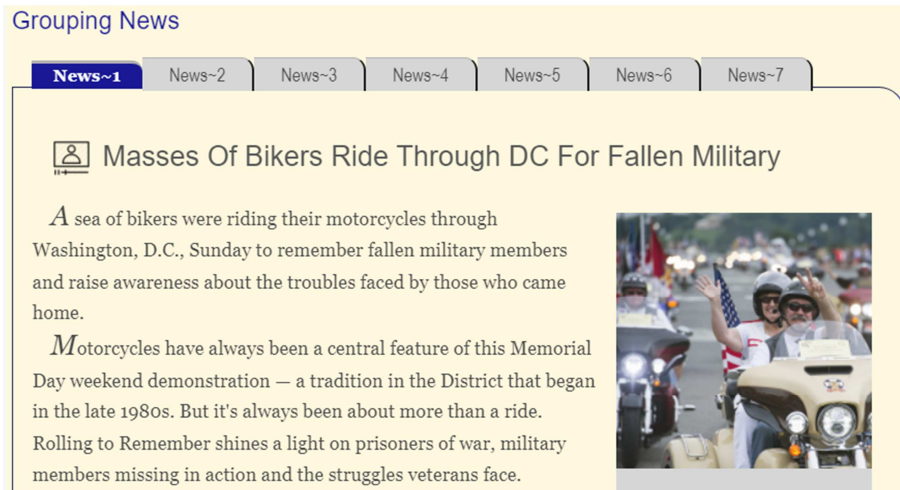 Grouping News
News~1 News~2 News~3 News~4 News~5 News~6 News~7
Masses Of Bikers Ride Through DC For Fallen Military
A sea of bikers were riding their motorcycles through
Washington, D.C., Sunday to remember fallen military members
and raise awareness about the troubles faced by those who came
home.
Motorcycles have always been a central feature of this Memorial
Day weekend demonstration — a tradition in the District that began
in the late 1980s. But it's always been about more than a ride.
Rolling to Remember shines a light on prisoners of war, military
members missing in action and the struggles veterans face.